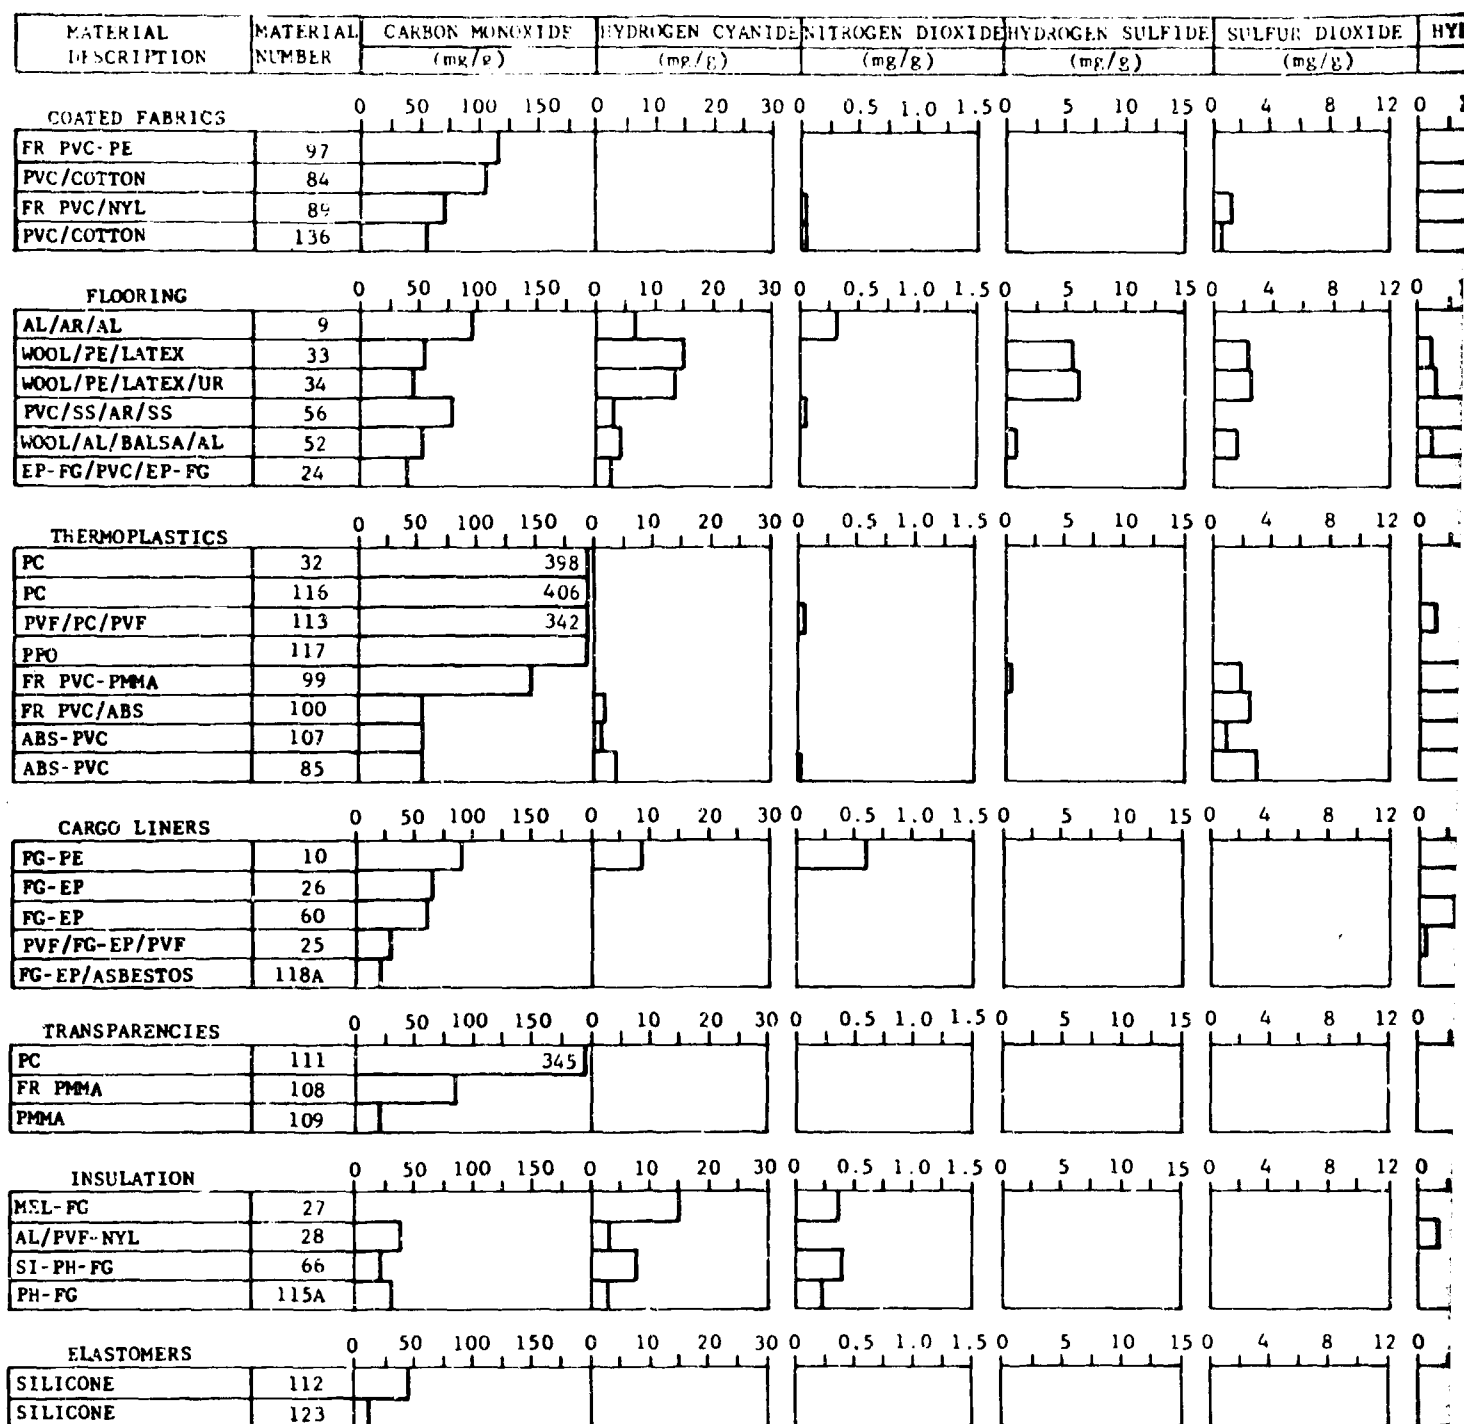 MATERIAL DESCRIPTION MATERIAL NUMBER CARBON MONOXIDE (mg/g) HYDROGEN CYANIDE (mg/g) NITROGEN DIOXIDE (mg/g) HYDROGEN SULFIDE (mg/g) SULFUR DIOXIDE (mg/g) HY
COATED FABRICS 0 50 100 150 0 10 20 30 0 1.0 1.5 0 5 10 15 0 4 8 12 0
FR PVC-PE 97
PVC/COTTON 84
FR PVC/NYL 89
PVC/COTTON 136
FLOORING 0 50 100 150 0 10 20 30 0 0.5 1.0 1.5 0 5 10 15 0 4 8 12 0
AL/AR/AL 9
WOOL/PE/LATEX 33
WOOL/PE/LATEX/UR 34
PVC/SS/AR/SS 56
WOOL/AL/BALSA/AL 52
EP-FG/PVC/EP-FG 24
THERMOPLASTICS 0 50 100 150 0 10 20 30 0 0.5 1.0 1.5 0 5 10 15 0 4 8 12 0
PC 32 398
PC 116 406
PVF/PC/PVF 113 342
PPO 117
FR PVC-PMMA 99
FR PVC/ABS 100
ABS-PVC 107
ABS-PVC 85
CARGO LINERS 0 50 100 150 0 10 20 30 0 0.5 1.0 1.5 0 5 10 15 0 4 8 12 0
FG-PE 10
FG-EP 26
FG-EP 60
PVF/FG-EP/PVF 25
FG-EP/ASBESTOS 118A
TRANSPARENCIES 0 50 100 150 0 10 20 30 0 0.5 1.0 1.5 0 5 10 15 0 4 8 12 0
PC 111 345
FR PMMA 108
PMMA 109
INSULATION 0 50 100 150 0 10 20 30 0 0.5 1.0 1.5 0 5 10 15 0 4 8 12 0
MEL-FG 27
AL/PVF-NYL 28
SI-PH-FG 66
PH-FG 115A
ELASTOMERS 0 50 100 150 0 10 20 30 0 0.5 1.0 1.5 0 5 10 15 0 4 8 12 0
SILICONE 112
SILICONE 123